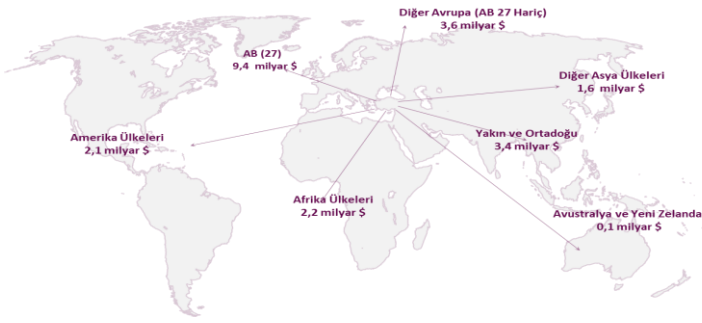 Diğer Avrupa (AB 27 Hariç)
3,6 milyar $
AB (27)
9,4 milyar $
Diğer Asya Ülkeleri
1,6 milyar $
Amerika Ülkeleri
2,1 milyar $
Yakın ve Ortadoğu
3,4 milyar $
Afrika Ülkeleri
2,2 milyar $
Avustralya ve Yeni Zelanda
0,1 milyar $